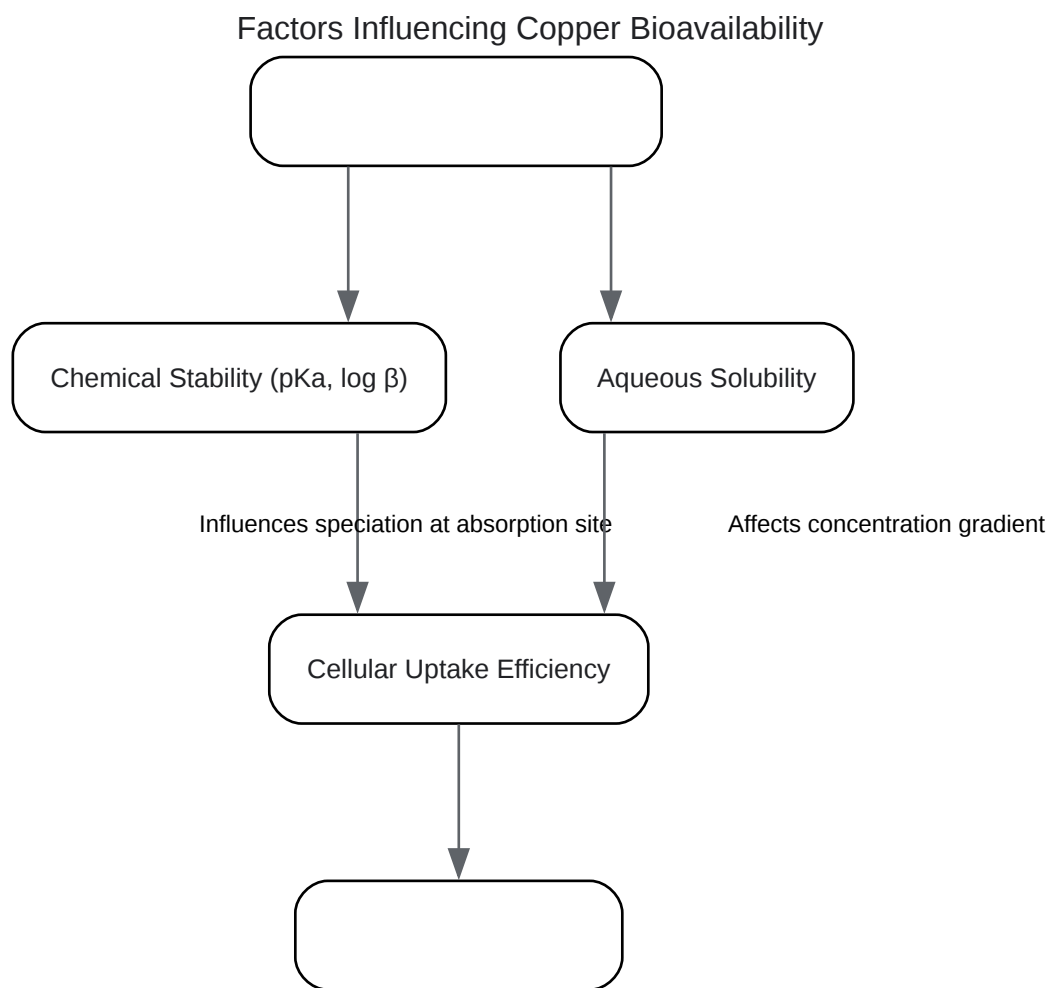 Factors Influencing Copper Bioavailability
Chemical Stability (pKa, log β)
Aqueous Solubility
Influences speciation at absorption site
Affects concentration gradient
Cellular Uptake Efficiency